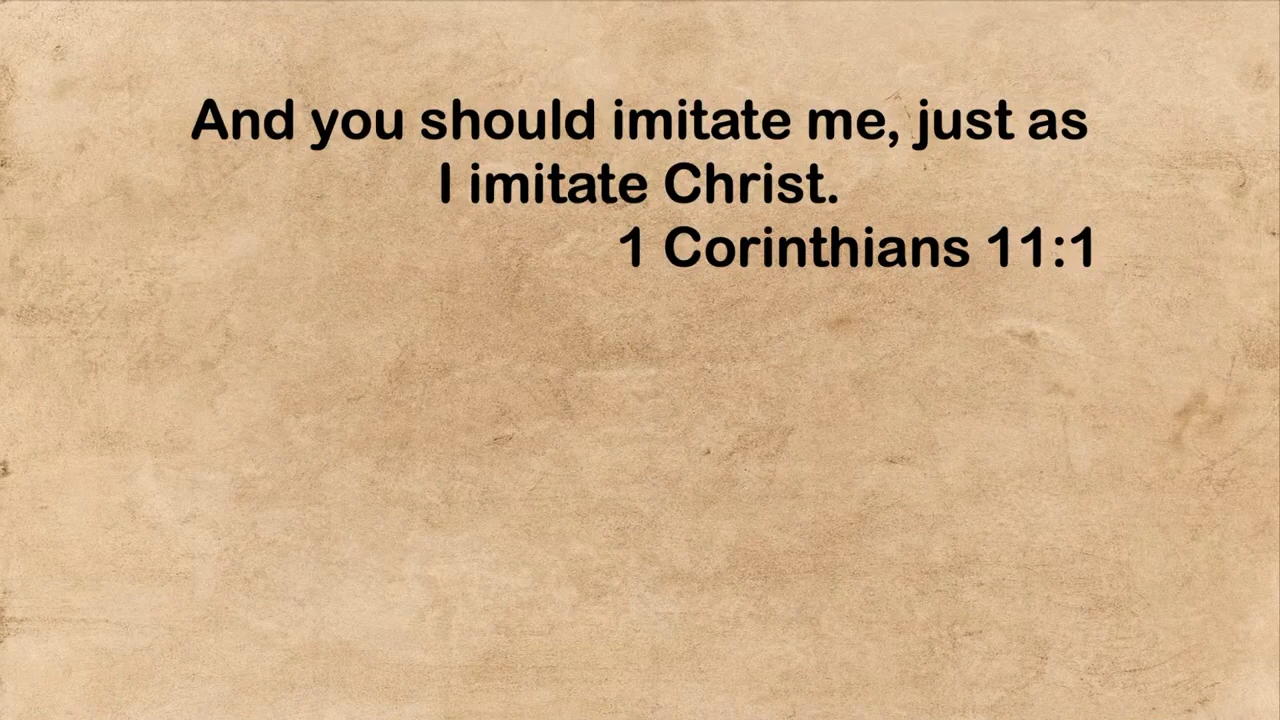 And you should imitate me, just as
I imitate Christ.
1 Corinthians 11:1